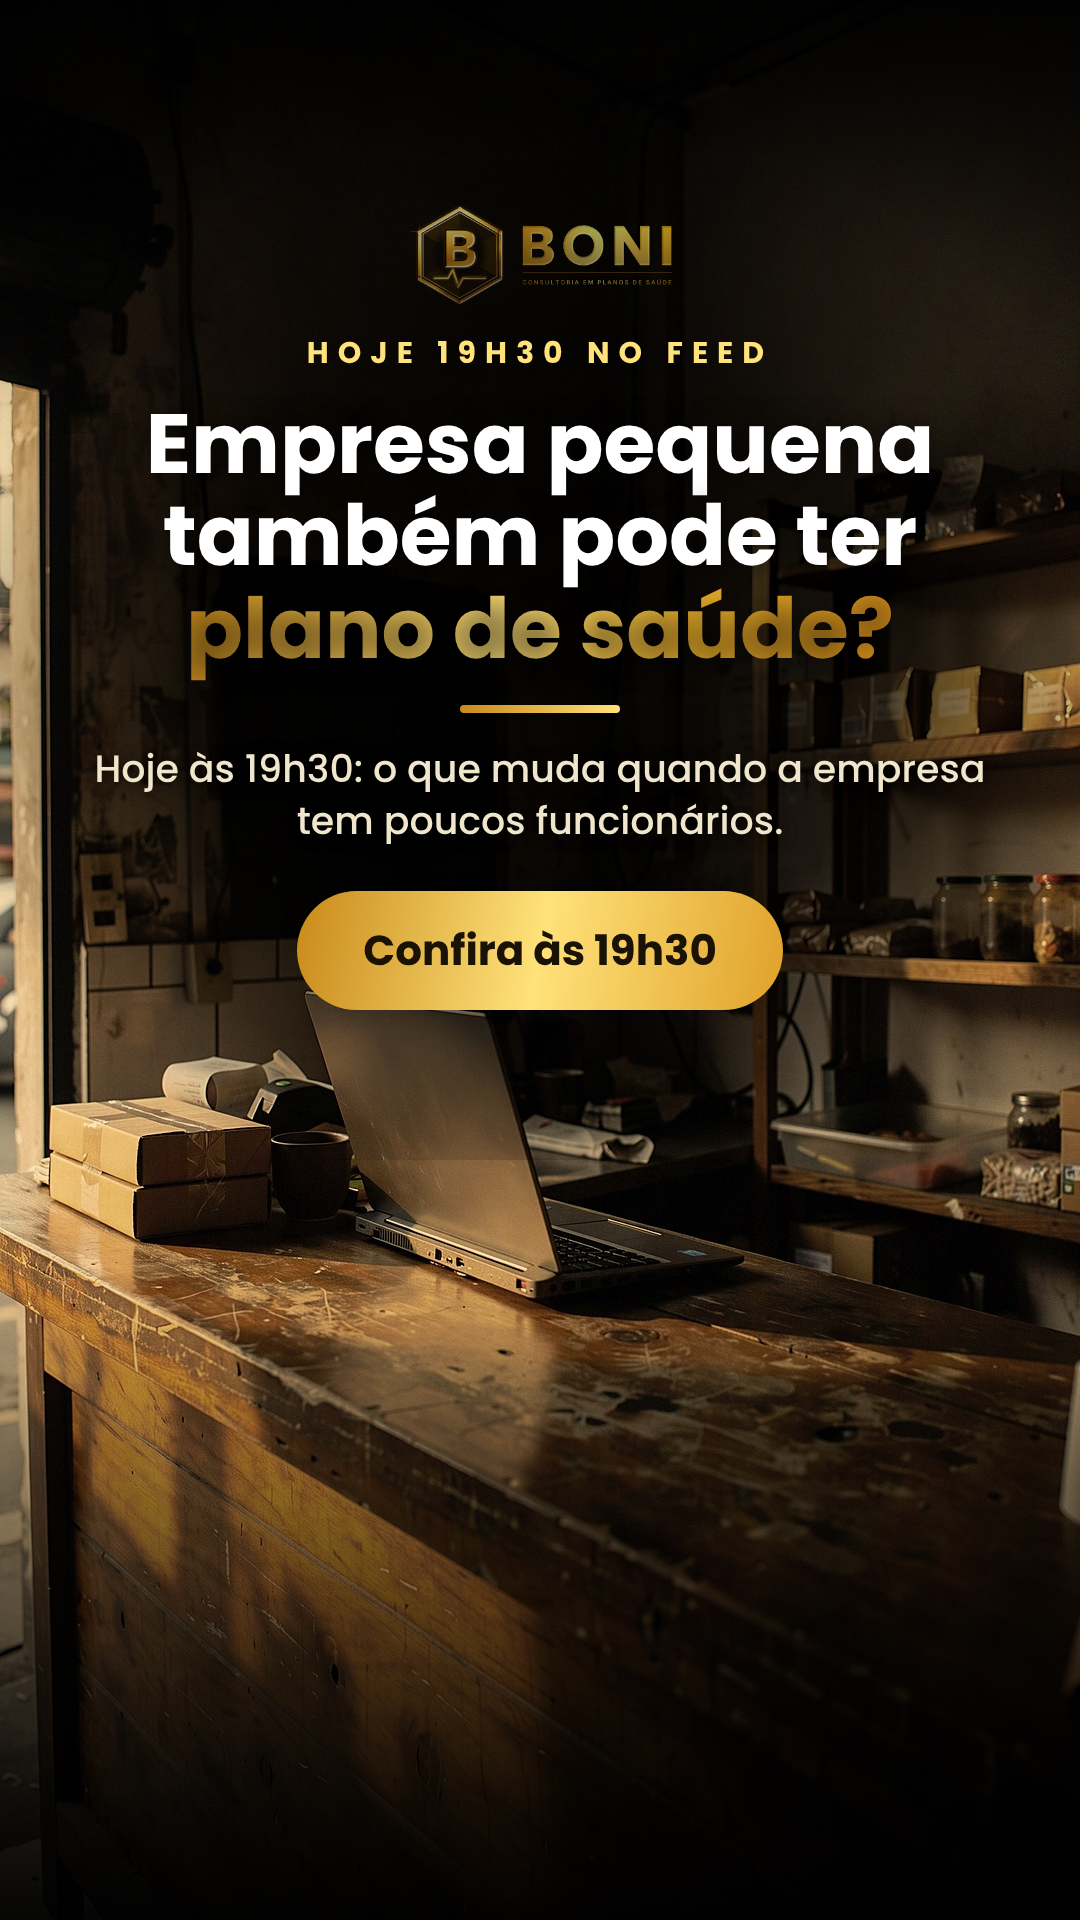 B BONI
CONSULTORIA EM PLANOS DE SAÚDE
HOJE 19H30 NO FEED
Empresa pequena
também pode ter
plano de saúde?
Hoje às 19h30: o que muda quando a empresa
tem poucos funcionários.
Confira às 19h30